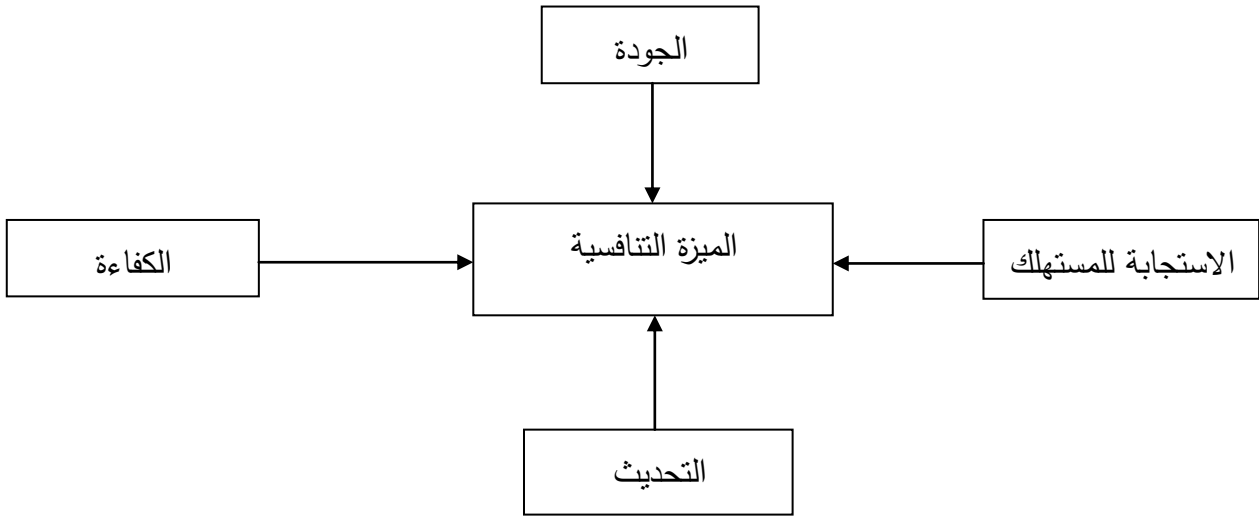 الجودة
الميزة التنافسية
الاستجابة للمستهلك
الكفاءة
التحديث